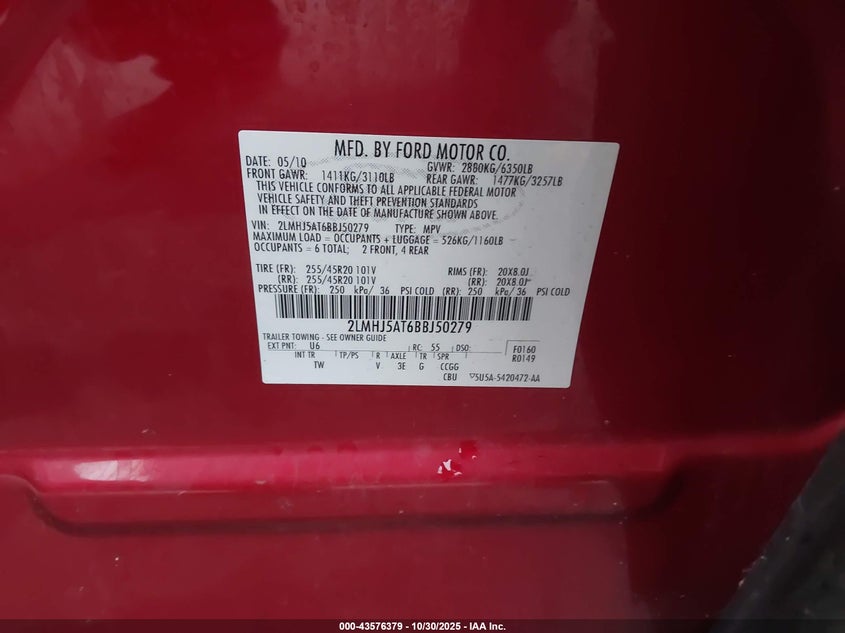 MFD. BY FORD MOTOR CO.
DATE: 05/10 GVWR: 2880KG/6350LB
FRONT GAWR: 1411KG/3110LB REAR GAWR: 1477KG/3257LB
THIS VEHICLE CONFORMS TO ALL APPLICABLE FEDERAL MOTOR
VEHICLE SAFETY AND THEFT PREVENTION STANDARDS
IN EFFECT ON THE DATE OF MANUFACTURE SHOWN ABOVE.
VIN: 2LMHJ5AT6BBJ50279 TYPE: MPV
MAXIMUM LOAD = OCCUPANTS + LUGGAGE = 526KG/1160LB
OCCUPANTS = 6 TOTAL; 2 FRONT, 4 REAR
TIRE (FR): 255/45R20 101V RIMS (FR): 20X8.0J
(RR): 255/45R20 101V (RR): 20X8.0J
PRESSURE (FR): 250 kPa/ 36 PSI COLD (RR): 250 kPa/ 36 PSI COLD
2LMHJ5AT6BBJ50279
TRAILER TOWING - SEE OWNER GUIDE
EXT PNT: U6 RC: 55 DSO: F0160
INT TR TP/PS R AXLE TR SPR R0149
TW V 3E G CCGG
CBU 5U5A-5420472-AA
000-43576379 - 10/30/2025 - IAA Inc.